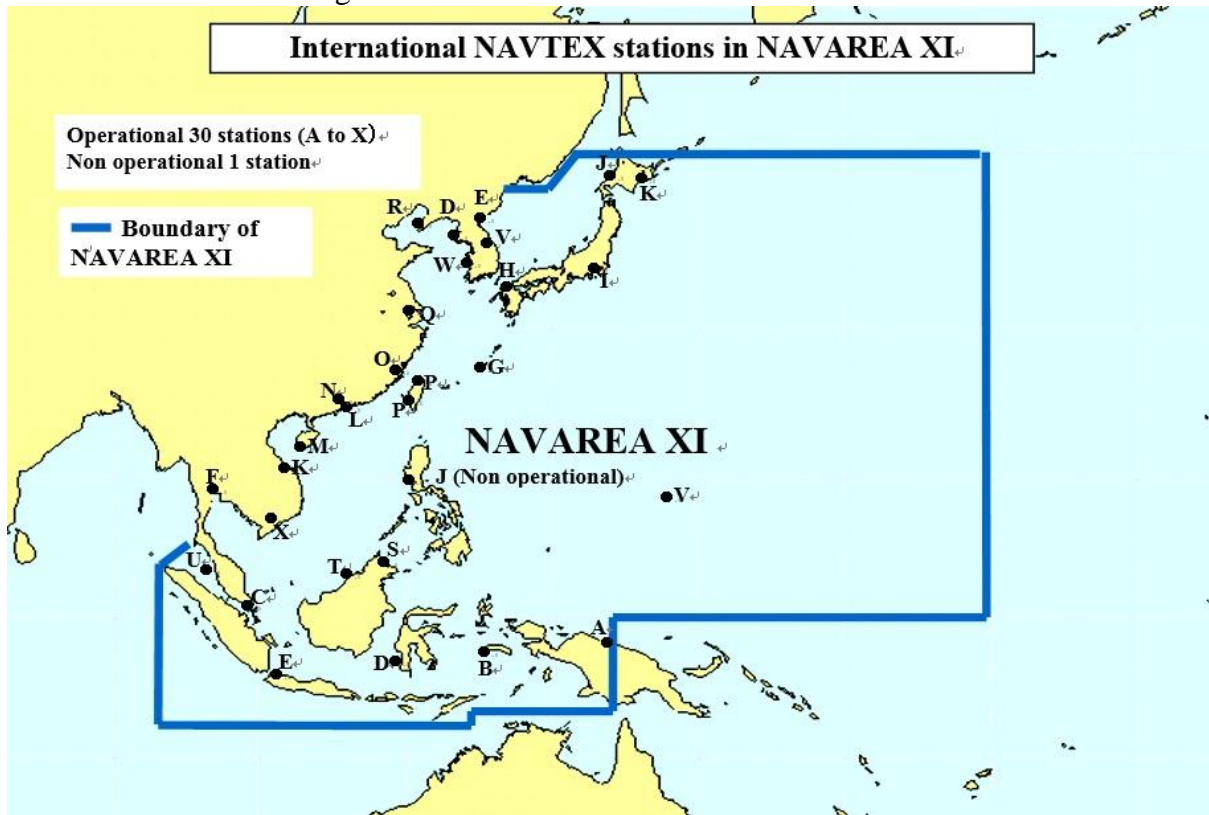 International NAVTEX stations in NAVAREA XI
Operational 30 stations (A to X)
Non operational 1 station
Boundary of
NAVAREA XI
J
K
R
D
E
V
W
H
I
Q
O
G
P
N
L
P
M
NAVAREA XI
K
J (Non operational)
F
V
X
S
U
T
C
A
E
D
B